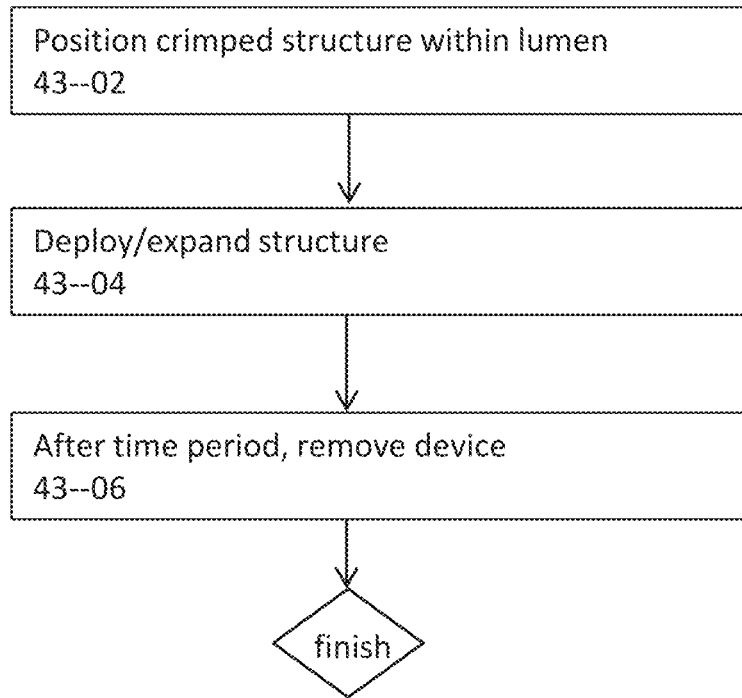 Position crimped structure within lumen
43--02
Deploy/expand structure
43--04
After time period, remove device
43--06
finish